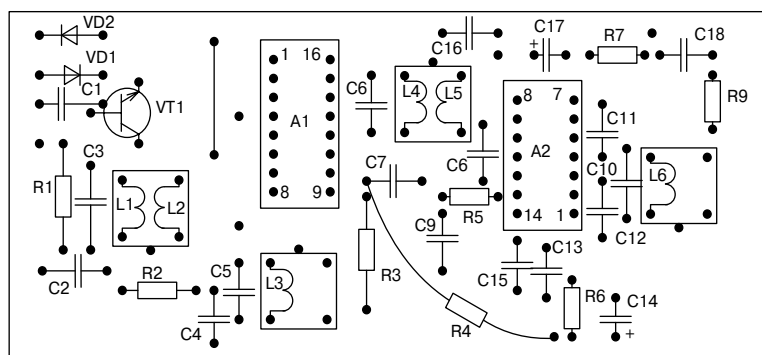 VD2
VD1
C1
VT1
1 16
A1
8 9
C6
C16
L4 L5
C17
+
R7
C18
R9
8 7
A2
14 1
C11
C10
L6
C12
C6
C7
R5
C9
R3
R1
C3
L1 L2
C2
R2
C5
L3
C4
C15
C13
R4
R6
C14
+